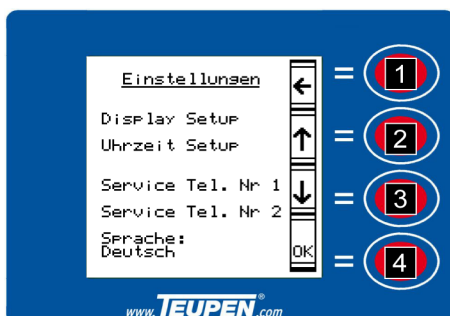 Einstellungen
←
= 1
Display Setup
↑
= 2
Uhrzeit Setup
Service Tel. Nr 1
↓
= 3
Service Tel. Nr 2
Sprache:
Deutsch
OK
= 4
www.TEUPEN®.com